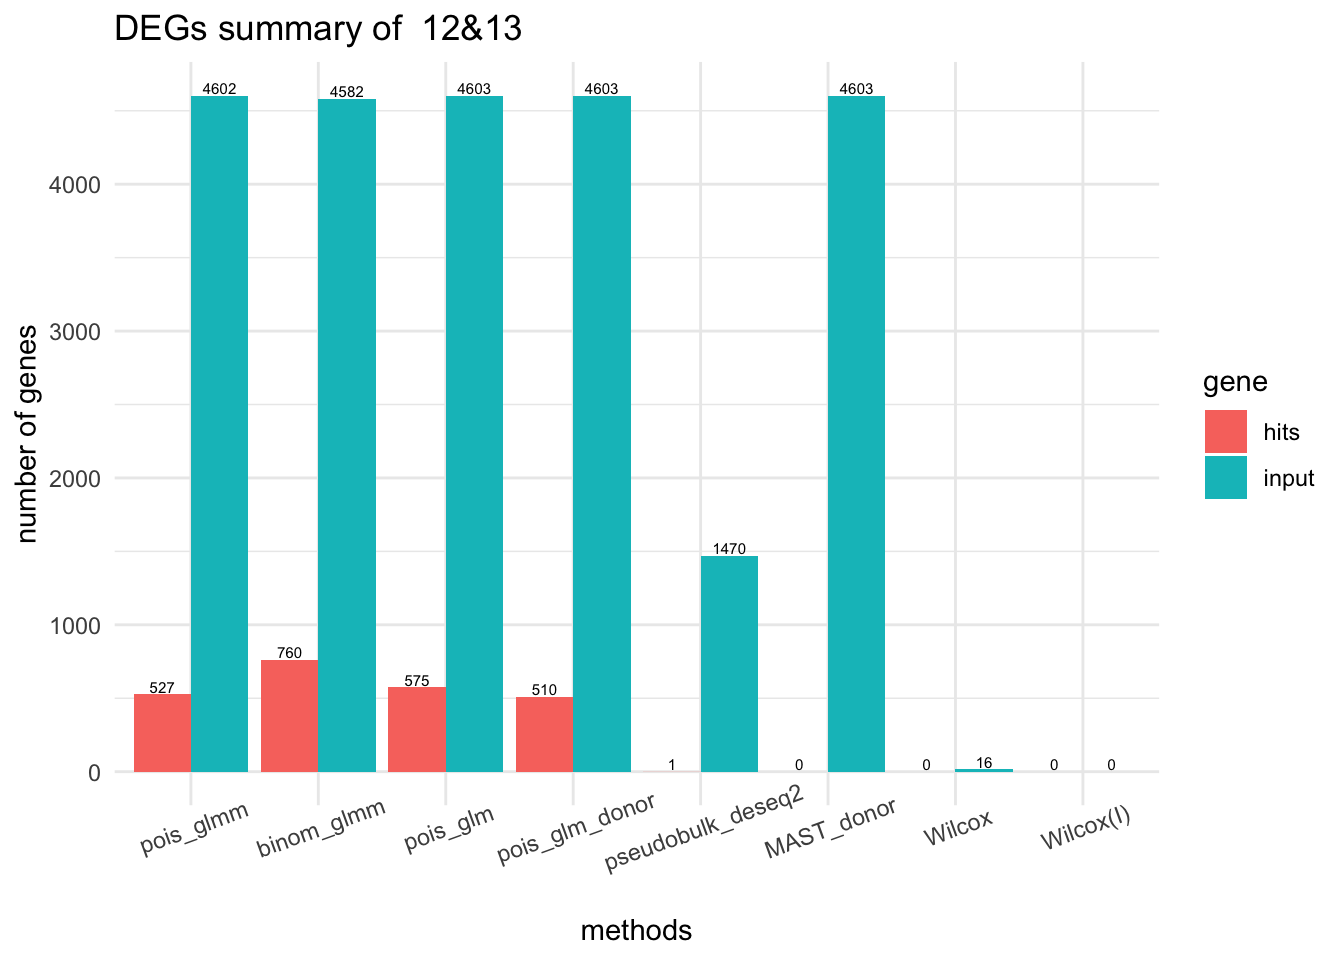 DEGs summary of  12&13
number of genes
4000
3000
2000
1000
0
4602
4582
4603
4603
4603
1470
527
760
575
510
1
0
0
16
0
0
pois_glmm
binom_glmm
pois_glm
pois_glm_donor
pseudobulk_deseq2
MAST_donor
Wilcox
Wilcox(l)
methods
gene
hits
input